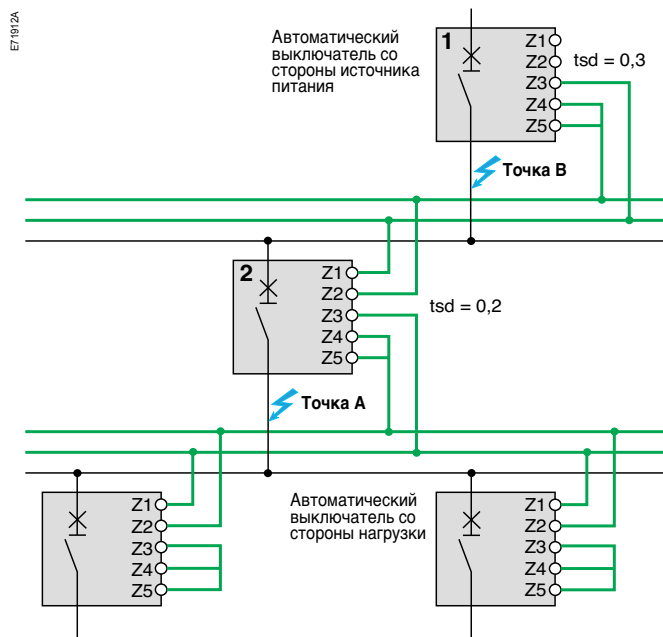 E71912A
Автоматический
выключатель со
стороны источника
питания
1
Z1
Z2
Z3
Z4
Z5
tsd = 0,3
Точка B
2
Z1
Z2
Z3
Z4
Z5
tsd = 0,2
Точка A
Z1
Z2
Z3
Z4
Z5
Автоматический
выключатель со
стороны нагрузки
Z1
Z2
Z3
Z4
Z5